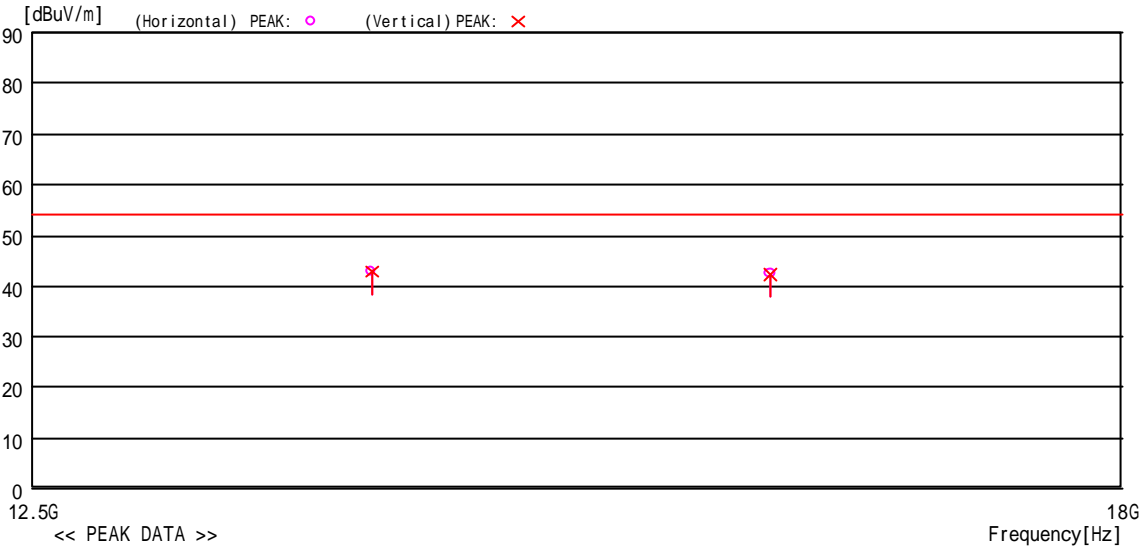 [dBuV/m]
(Horizontal) PEAK: (Vertical) PEAK:
90
80
70
60
50
40
30
20
10
0
12.5G 18G
<< PEAK DATA >> Frequency[Hz]